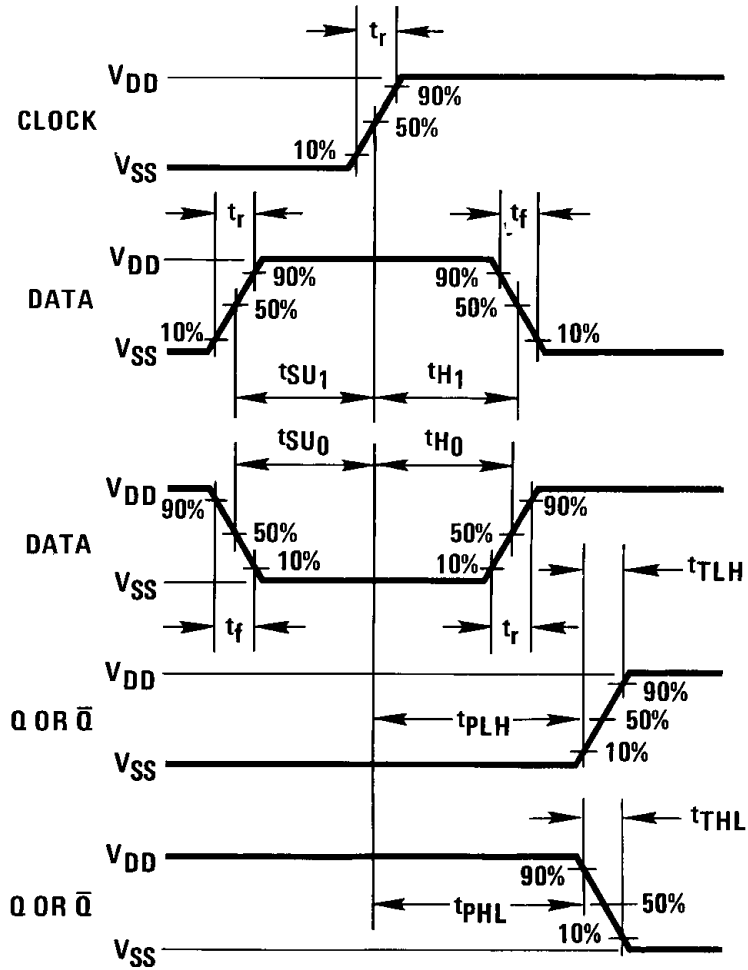 tr
VDD
90%
CLOCK
50%
10%
VSS
tr
tf
VDD
90%
90%
DATA
50%
50%
10%
10%
VSS
tSU1
tH1
tSU0
tH0
VDD
90%
90%
50%
50%
DATA
10%
10%
VSS
tTLH
tf
tr
VDD
90%
Q OR Q̄
tPLH
50%
10%
VSS
tTHL
VDD
90%
Q OR Q̄
tPHL
50%
10%
VSS